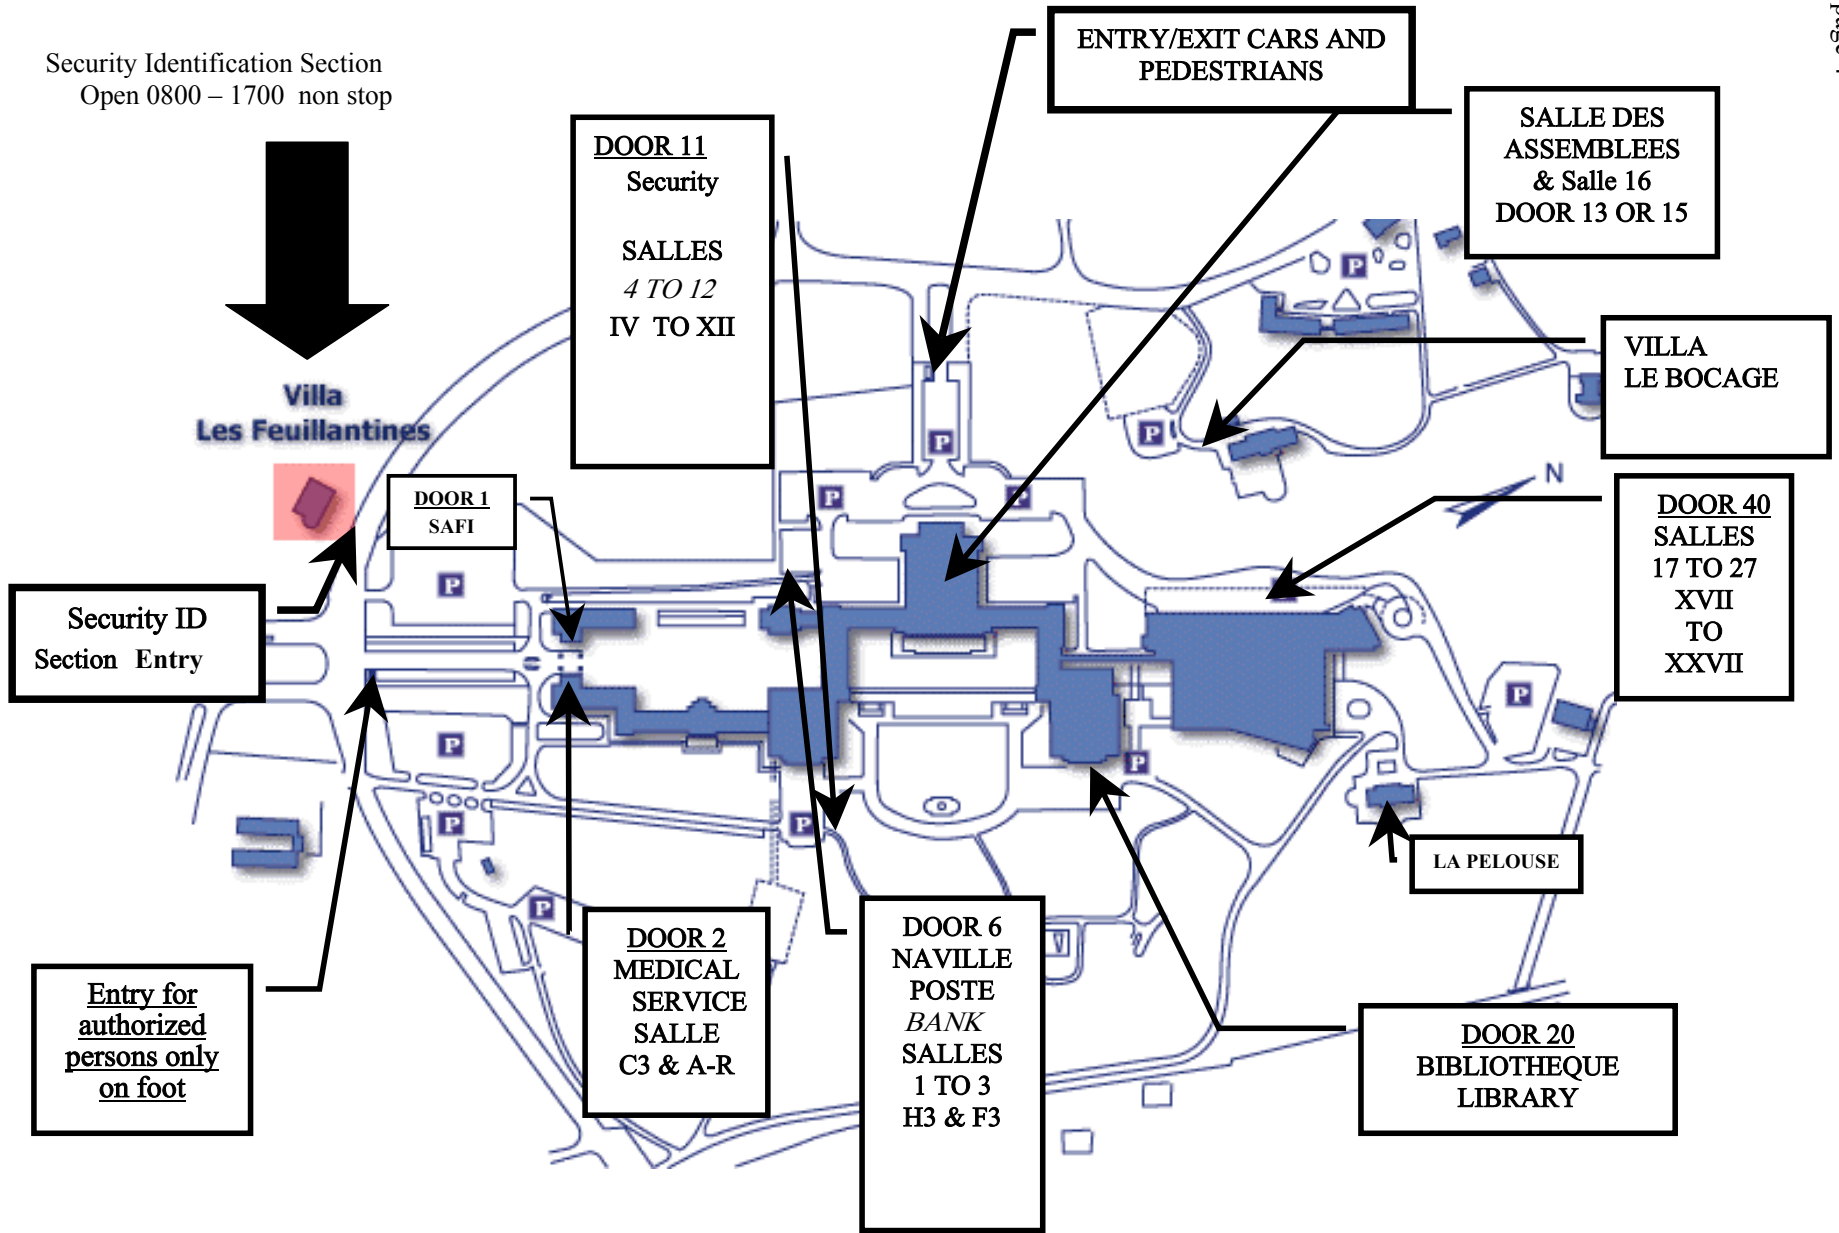 Security Identification Section
Open 0800 – 1700 non stop
ENTRY/EXIT CARS AND
PEDESTRIANS
SALLE DES
ASSEMBLEES
& Salle 16
DOOR 13 OR 15
DOOR 11
Security
SALLES
4 TO 12
IV TO XII
VILLA
LE BOCAGE
Villa
Les Feuillantines
DOOR 1
SAFI
N
DOOR 40
SALLES
17 TO 27
XVII
TO
XXVII
Security ID
Section Entry
P
P
P
P
P
P
P
P
P
P
P
P
P
LA PELOUSE
Entry for
authorized
persons only
on foot
DOOR 2
MEDICAL
SERVICE
SALLE
C3 & A-R
DOOR 6
NAVILLE
POSTE
BANK
SALLES
1 TO 3
H3 & F3
DOOR 20
BIBLIOTHEQUE
LIBRARY